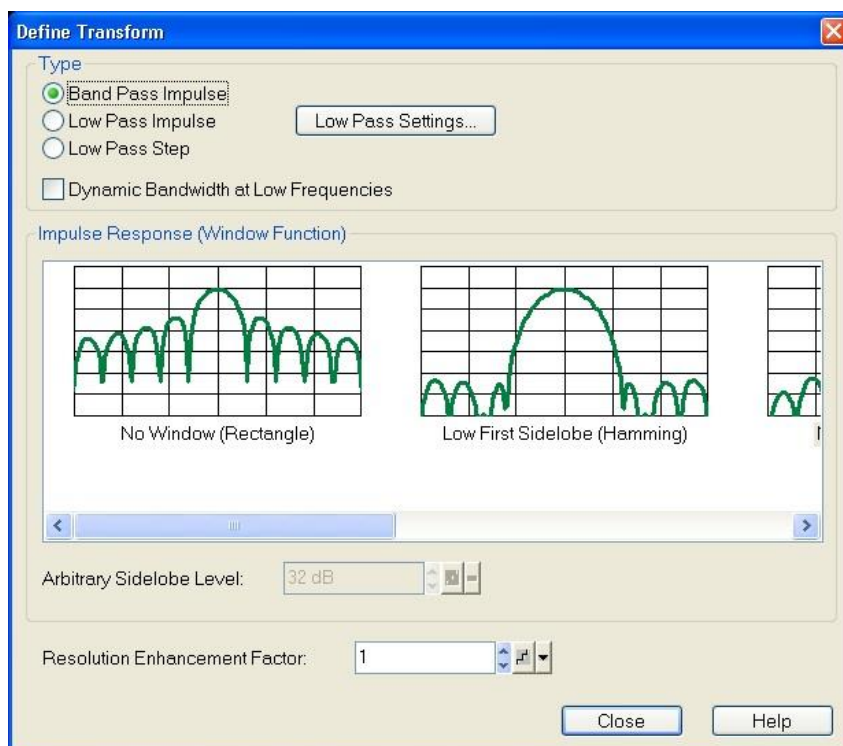 Define Transform
Type
Band Pass Impulse
Low Pass Impulse
Low Pass Settings...
Low Pass Step
Dynamic Bandwidth at Low Frequencies
Impulse Response (Window Function)
No Window (Rectangle)
Low First Sidelobe (Hamming)
Arbitrary Sidelobe Level:
32 dB
Resolution Enhancement Factor:
1
Close
Help